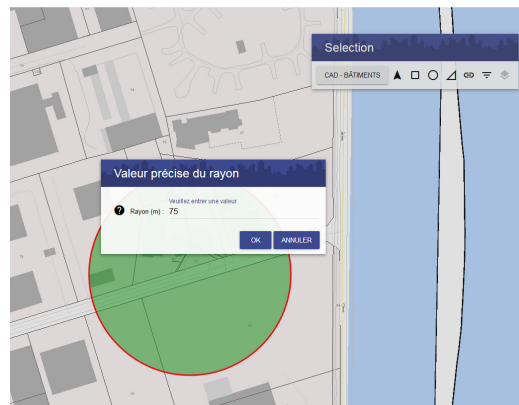 Selection
CAD - BÂTIMENTS
Valeur précise du rayon
Veuillez entrer une valeur
Rayon (m) : 75
OK
ANNULER